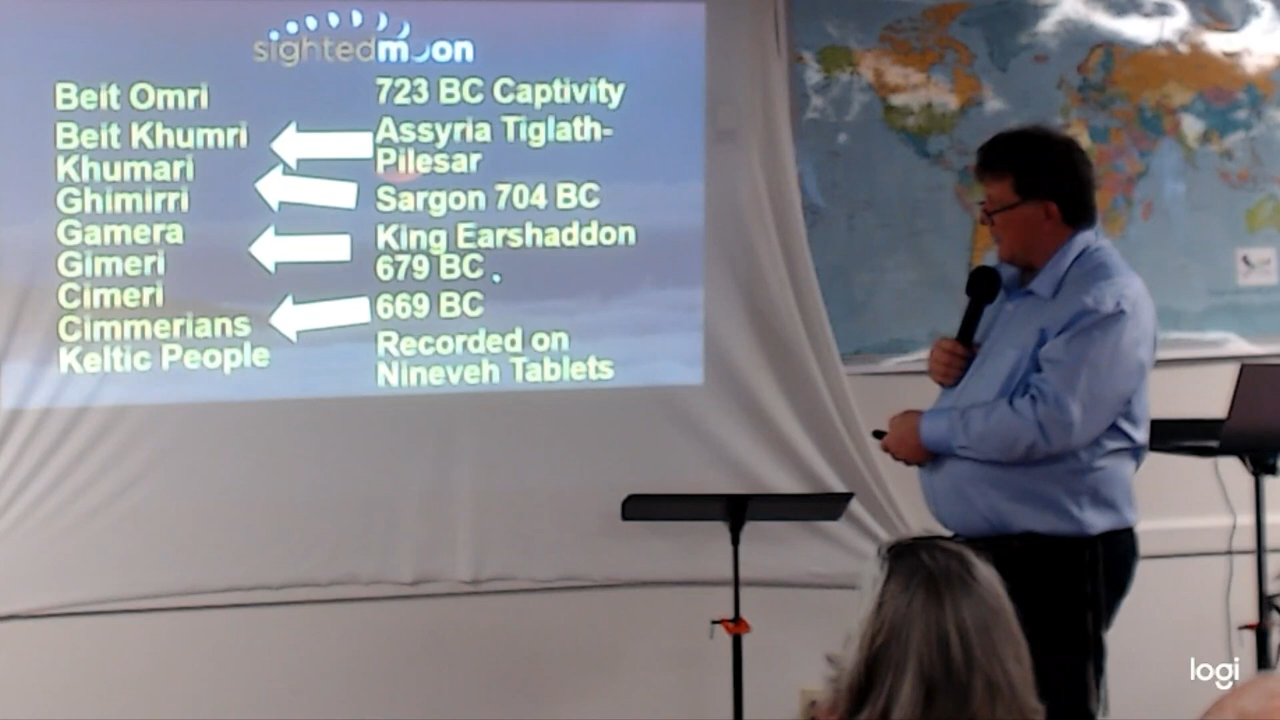 sightedmoon
Beit Omri
Beit Khumri
Khumari
Ghimirri
Gamera
Gimeri
Cimeri
Cimmerians
Keltic People
723 BC Captivity
Assyria Tiglath-
Pilesar
Sargon 704 BC
King Earshaddon
679 BC
669 BC
Recorded on
Nineveh Tablets
logi